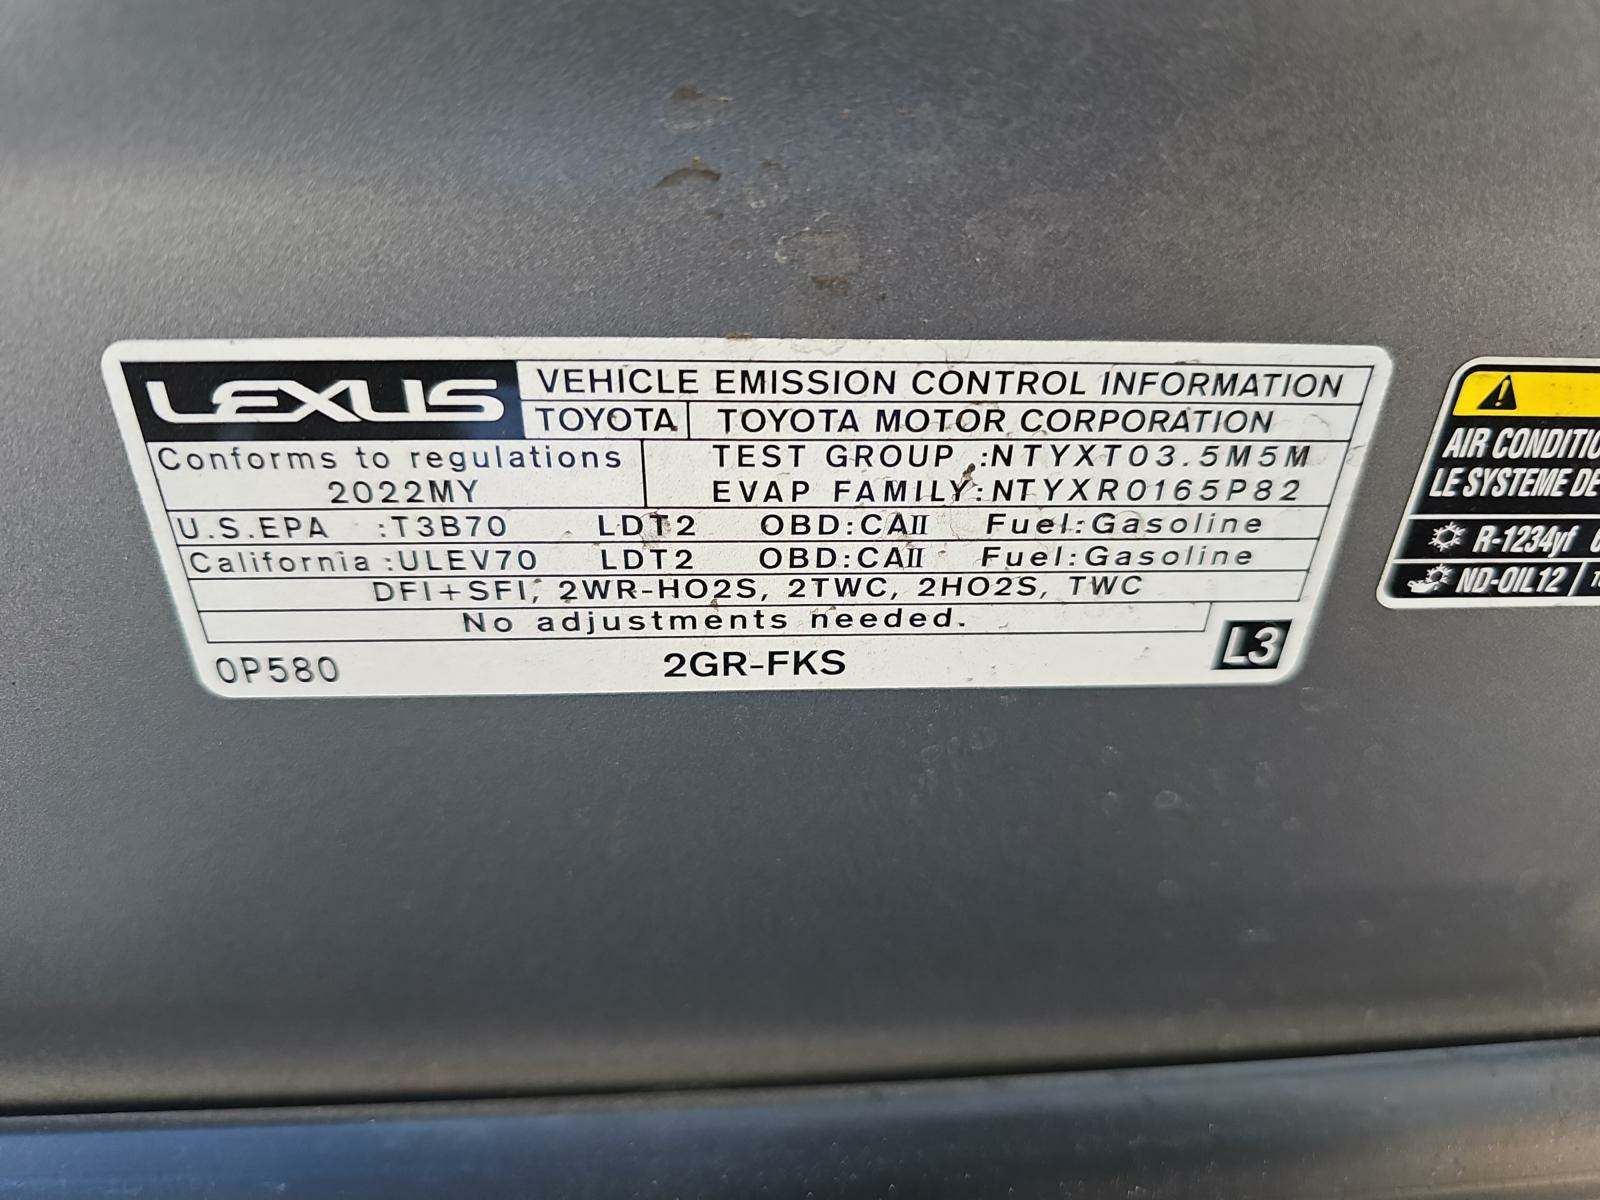 LEXUS
VEHICLE EMISSION CONTROL INFORMATION
TOYOTA TOYOTA MOTOR CORPORATION
Conforms to regulations
2022MY
TEST GROUP :NTYXT03.5M5M
EVAP FAMILY:NTYXR0165P82
U.S.EPA :T3B70 LDT2 OBD:CAII Fuel:Gasoline
California:ULEV70 LDT2 OBD:CAII Fuel:Gasoline
DFI+SFI, 2WR-HO2S, 2TWC, 2HO2S, TWC
No adjustments needed.
0P580 2GR-FKS L3
AIR
LE SYSTEME DE
R-1234yf
ND-OIL12